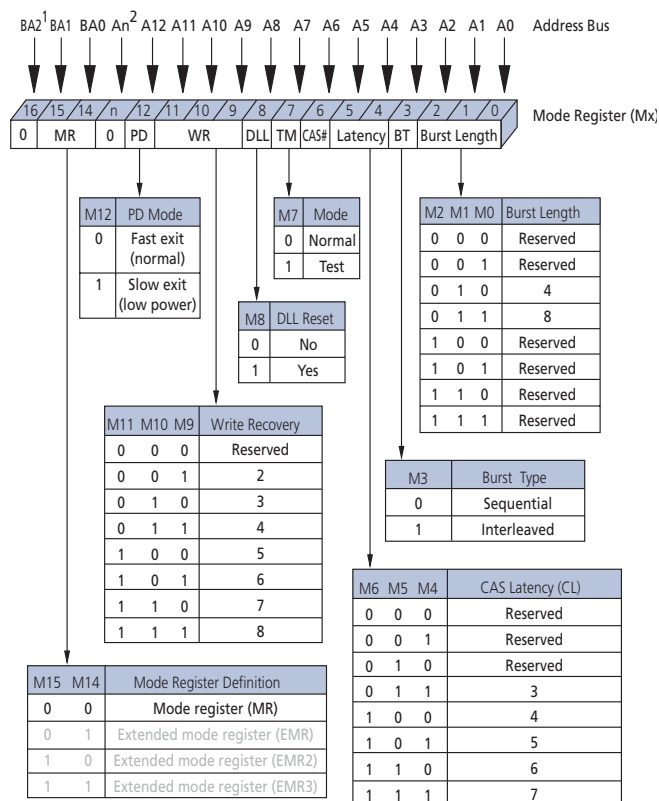 BA2¹ BA1 BA0 An² A12 A11 A10 A9 A8 A7 A6 A5 A4 A3 A2 A1 A0 Address Bus
16 15 14 n 12 11 10 9 8 7 6 5 4 3 2 1 0
Mode Register (Mx)
0 MR 0 PD WR DLL TM CAS# Latency BT Burst Length
M12 PD Mode
0 Fast exit
(normal)
1 Slow exit
(low power)
M7 Mode
0 Normal
1 Test
M2 M1 M0 Burst Length
0 0 0 Reserved
0 0 1 Reserved
0 1 0 4
0 1 1 8
1 0 0 Reserved
1 0 1 Reserved
1 1 0 Reserved
1 1 1 Reserved
M8 DLL Reset
0 No
1 Yes
M11 M10 M9 Write Recovery
0 0 0 Reserved
0 0 1 2
0 1 0 3
0 1 1 4
1 0 0 5
1 0 1 6
1 1 0 7
1 1 1 8
M3 Burst Type
0 Sequential
1 Interleaved
M6 M5 M4 CAS Latency (CL)
0 0 0 Reserved
0 0 1 Reserved
0 1 0 Reserved
0 1 1 3
1 0 0 4
1 0 1 5
1 1 0 6
1 1 1 7
M15 M14 Mode Register Definition
0 0 Mode register (MR)
0 1 Extended mode register (EMR)
1 0 Extended mode register (EMR2)
1 1 Extended mode register (EMR3)